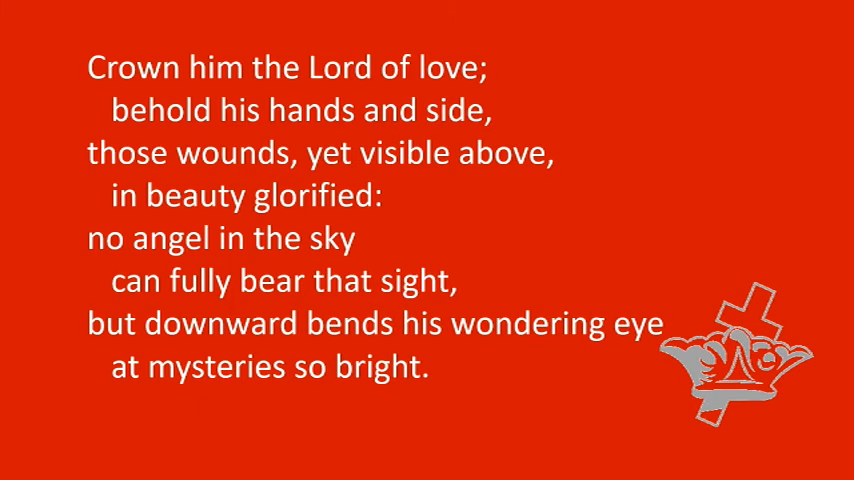 Crown him the Lord of love;
behold his hands and side,
those wounds, yet visible above,
in beauty glorified:
no angel in the sky
can fully bear that sight,
but downward bends his wondering eye
at mysteries so bright.